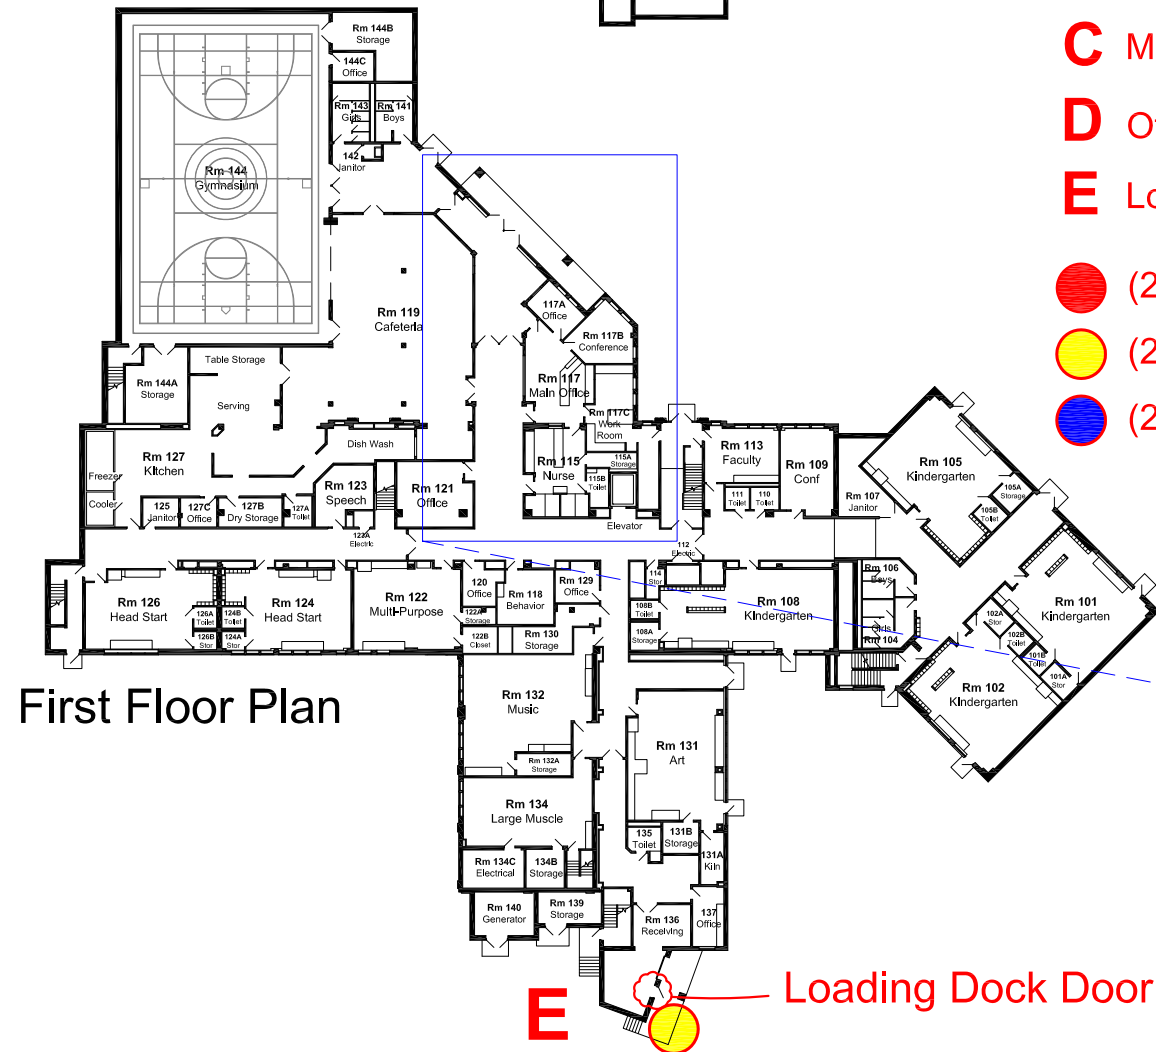 Rm 144B
Storage
144C
Office
C M
Rm 143
Girls
Rm 141
Boys
D
142
Janitor
Rm 144
Gymnasium
E Lo
(2
117A
Office
Rm 119
Cafeteria
Rm 117B
Conference
(2
Table Storage
Rm 144A
Storage
Rm 117
Main Office
Serving
Rm 117C
Work
Room
(2
Dish Wash
Rm 113
Faculty
Rm 109
Conf
Rm 105
Kindergarten
Rm 127
Kitchen
Freezer
Cooler
Rm 123
Speech
Rm 121
Office
Rm 115
Nurse
115A
Storage
115B
Toilet
111
Toilet
110
Toilet
Rm 107
Janitor
105A
Storage
105B
Toilet
125
Janitor
127C
Office
127B
Dry Storage
127A
Toilet
123A
Electric
Elevator
112
Electric
Rm 126
Head Start
126A
Toilet
126B
Stor
124B
Toilet
124A
Stor
Rm 124
Head Start
Rm 122
Multi-Purpose
120
Office
122A
Storage
122B
Closet
Rm 118
Behavior
Rm 129
Office
Rm 130
Storage
114
Stor
108B
Toilet
108A
Storage
Rm 108
Kindergarten
Rm 106
Boys
Girls
Rm 104
Rm 101
Kindergarten
102A
Stor
102B
Toilet
101B
Toilet
101A
Stor
Rm 102
Kindergarten
First Floor Plan
Rm 132
Music
Rm 132A
Storage
Rm 131
Art
Rm 134
Large Muscle
135
Toilet
131B
Storage
131A
Kiln
Rm 134C
Electrical
134B
Storage
Rm 140
Generator
Rm 139
Storage
Rm 136
Receiving
137
Office
E
Loading Dock Door